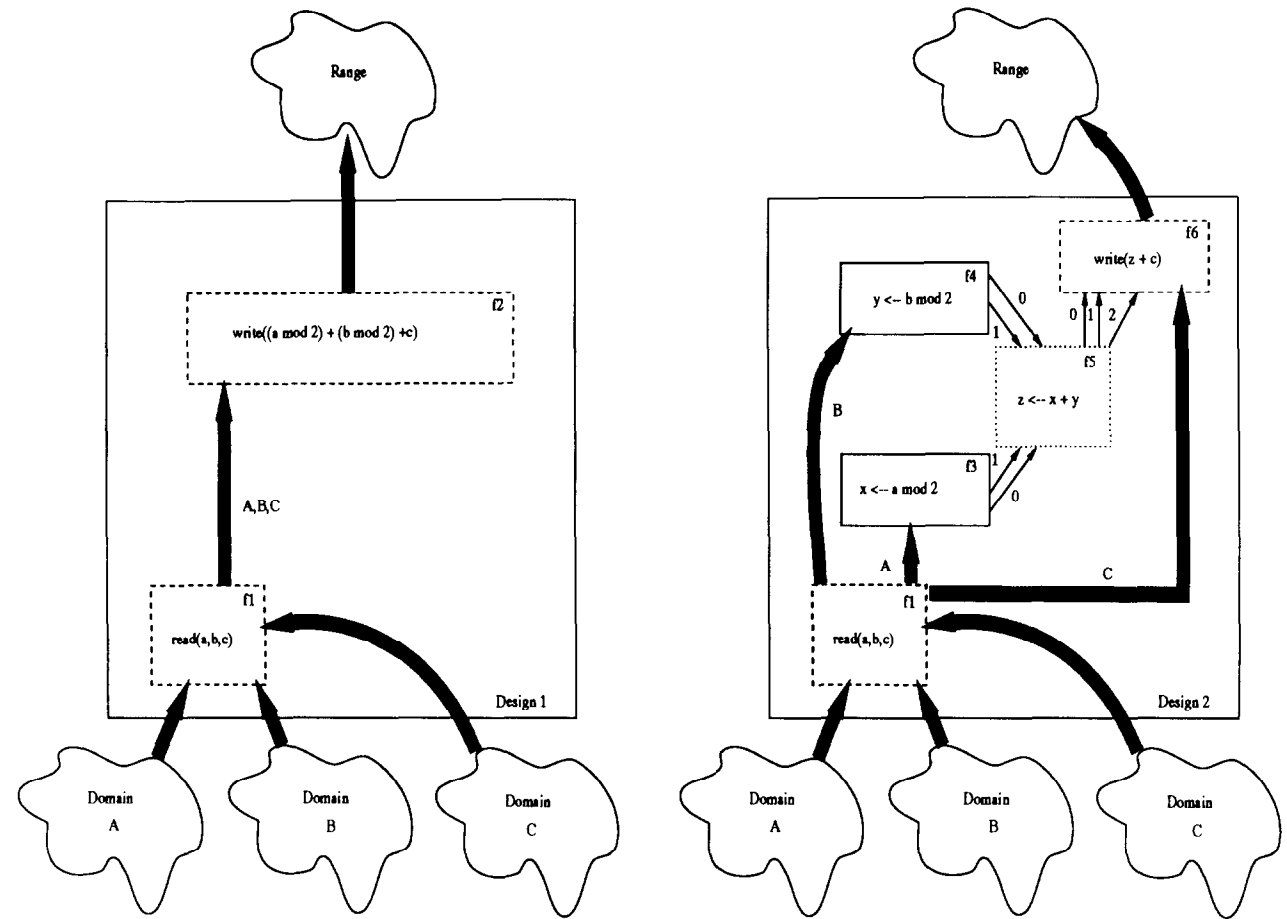 Range
f2
write((a mod 2) + (b mod 2) +c)
A,B,C
f1
read(a,b,c)
Design 1
Domain
A
Domain
B
Domain
C
Range
f6
write(z + c)
f4
y <-- b mod 2
0
1
0
1
2
f5
z <-- x + y
B
f3
x <-- a mod 2
1
0
A
C
f1
read(a,b,c)
Design 2
Domain
A
Domain
B
Domain
C